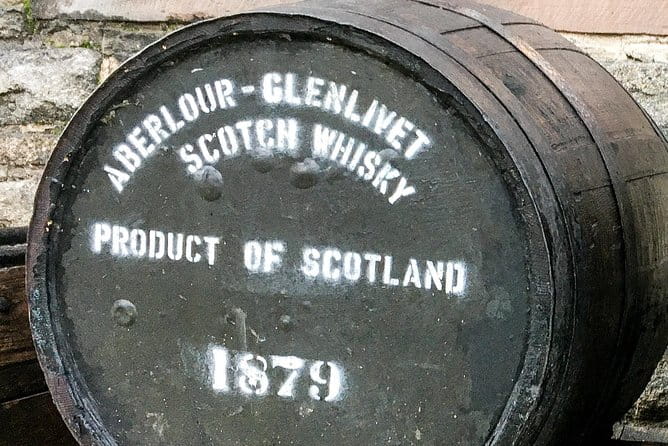 ABERLOUR-GLENLIVET
SCOTCH WHISKY
PRODUCT OF SCOTLAND
1879